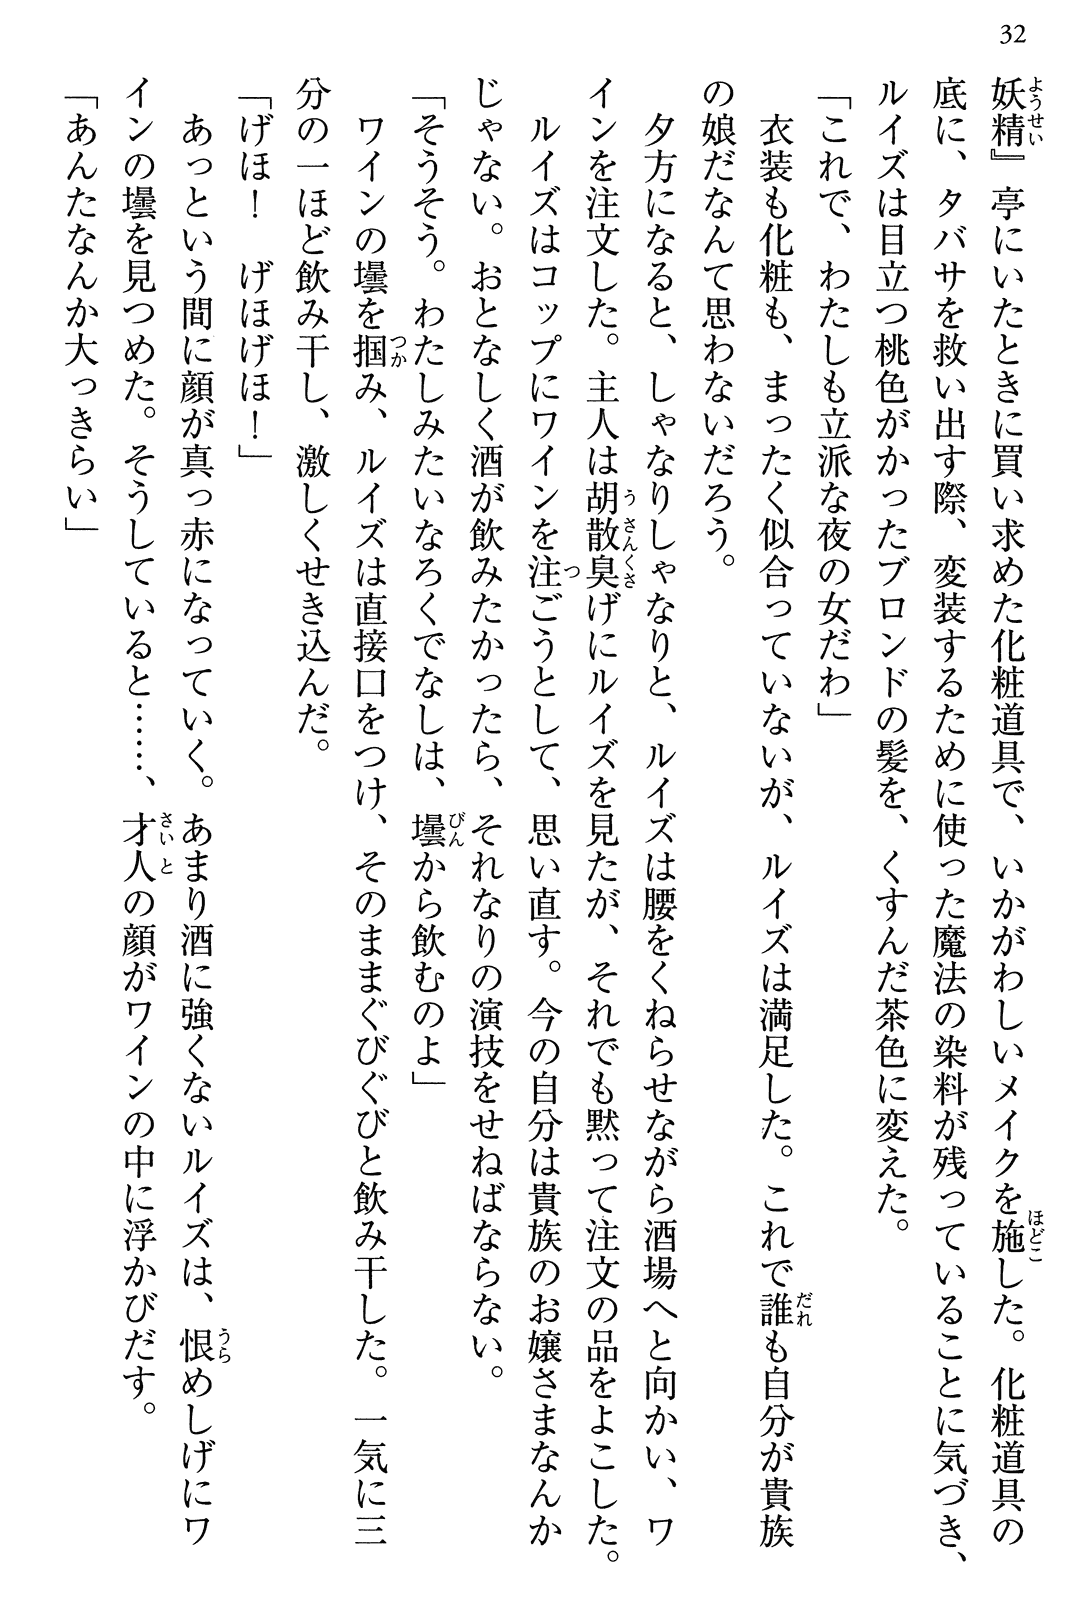 32
妖精』亭にいたときに買い求めた化粧道具で、いかがわしいメイクを施した。化粧道具の
底に、タバサを救い出す際、変装するために使った魔法の染料が残っていることに気づき、
ルイズは目立つ桃色がかったブロンドの髪を、くすんだ茶色に変えた。
「これで、わたしも立派な夜の女だわ」
衣装も化粧も、まったく似合っていないが、ルイズは満足した。これで誰も自分が貴族
の娘だなんて思わないだろう。
夕方になると、しゃなりしゃなりと、ルイズは腰をくねらせながら酒場へと向かい、ワ
インを注文した。主人は胡散臭げにルイズを見たが、それでも黙って注文の品をよこした。
ルイズはコップにワインを注ごうとして、思い直す。今の自分は貴族のお嬢さまなんか
じゃない。おとなしく酒が飲みたかったら、それなりの演技をせねばならない。
「そうそう。わたしみたいなろくでなしは、壜から飲むのよ」
ワインの壜を掴み、ルイズは直接口をつけ、そのままぐびぐびと飲み干した。一気に三
分の一ほど飲み干し、激しくせき込んだ。
「げほ！　げほげほ！」
あっという間に顔が真っ赤になっていく。あまり酒に強くないルイズは、恨めしげにワ
インの壜を見つめた。そうしていると……、才人の顔がワインの中に浮かびだす。
「あんたなんか大っきらい」